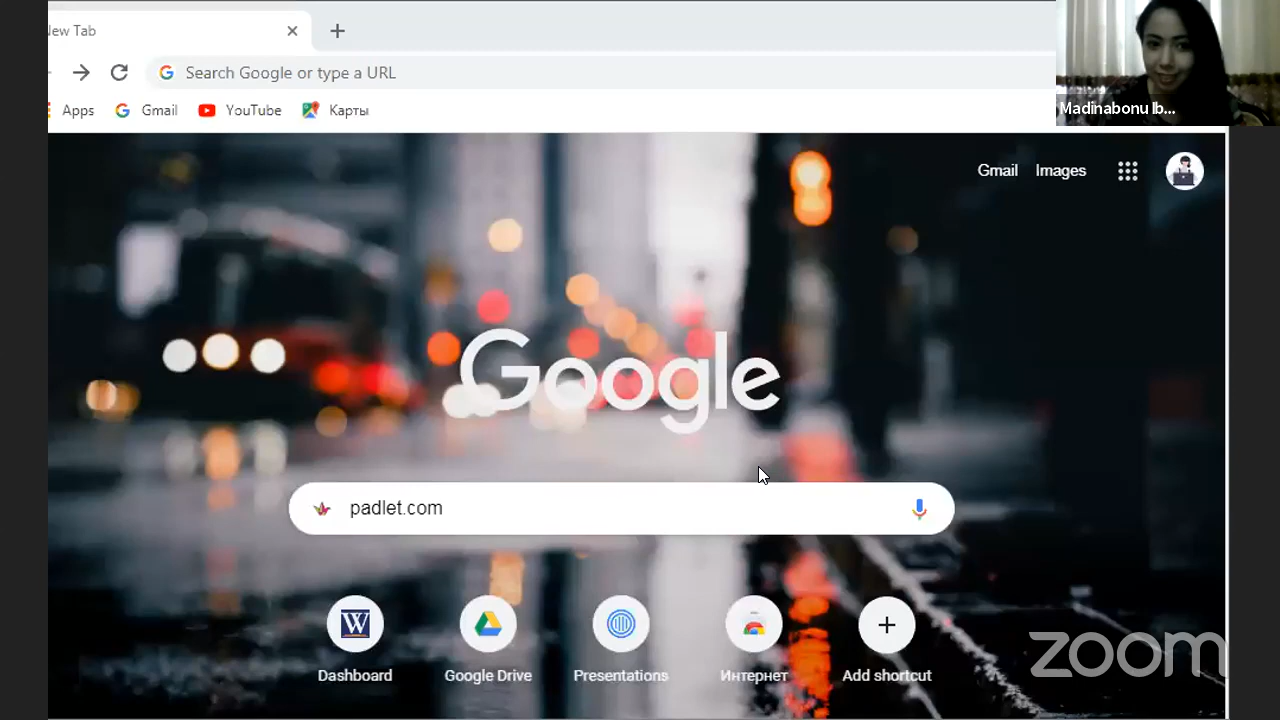 New Tab
Search Google or type a URL
Apps
Gmail
YouTube
Карты
Madinabonu Ib...
Gmail
Images
Google
padlet.com
W
Dashboard
Google Drive
Presentations
Интернет
Add shortcut
zoom